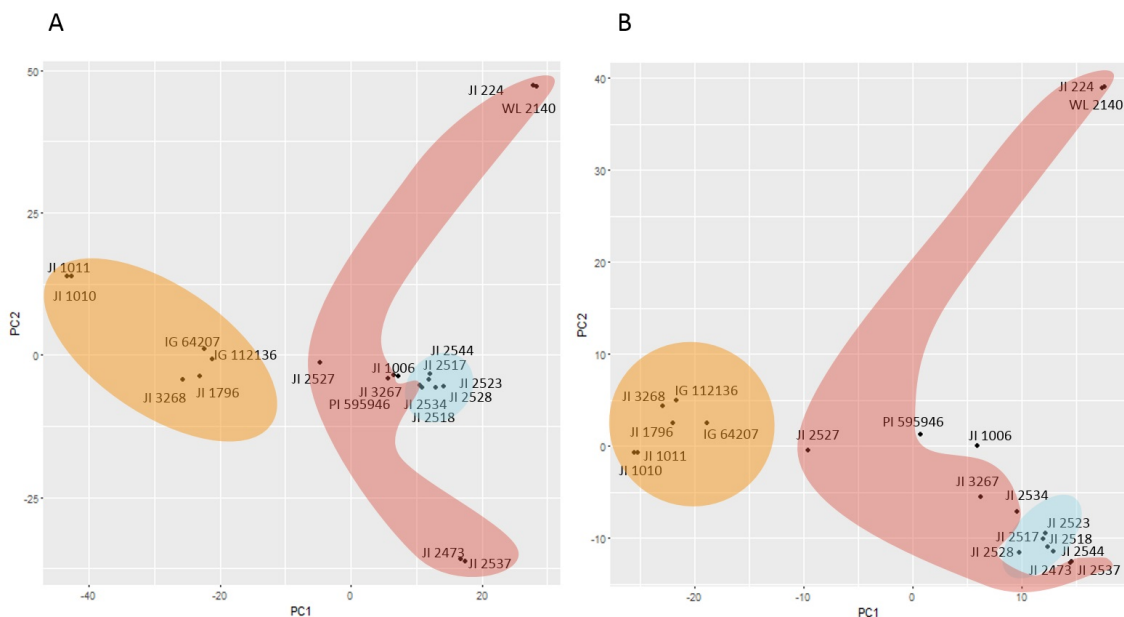 A
50
25
0
-25
PC2
-40
-20
0
20
PC1
JI 224
WL 2140
JI 1011
JI 1010
IG 64207
IG 112136
JI 3268
JI 1796
JI 2527
JI 1006
JI 3267
PI 595946
JI 2544
JI 2517
JI 2523
JI 2528
JI 2534
JI 2518
JI 2473
JI 2537
B
40
30
20
10
0
-10
PC2
-20
-10
0
10
PC1
JI 224
WL 2140
JI 3268
IG 112136
JI 1796
IG 64207
JI 1011
JI 1010
JI 2527
PI 595946
JI 1006
JI 3267
JI 2534
JI 2523
JI 2517
JI 2518
JI 2528
JI 2544
JI 2473
JI 2537